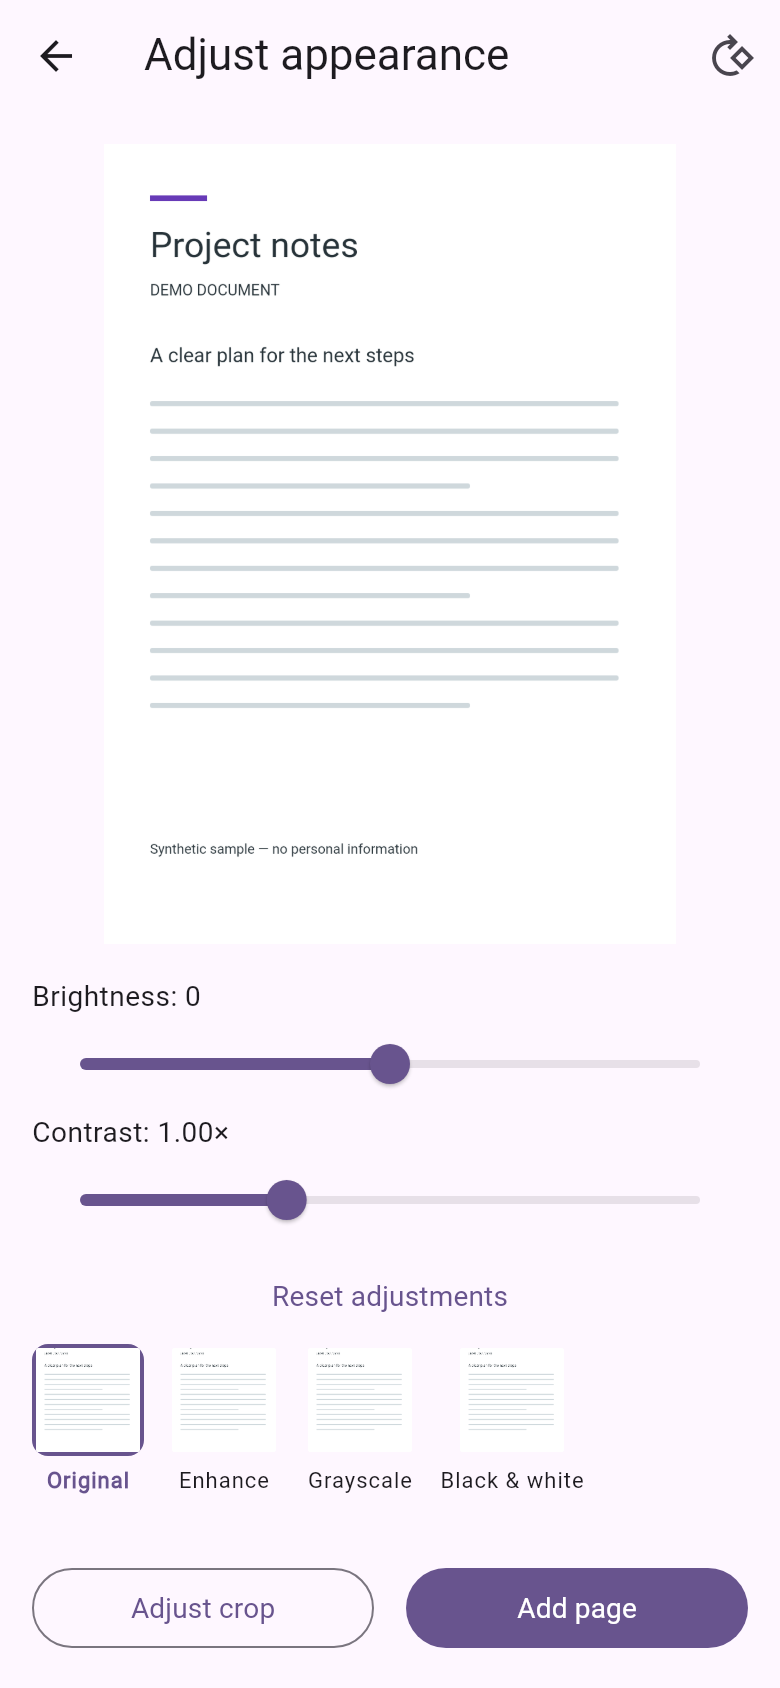 Adjust appearance
Project notes
DEMO DOCUMENT
A clear plan for the next steps
Synthetic sample — no personal information
Brightness: 0
Contrast: 1.00×
Reset adjustments
Original
Enhance
Grayscale
Black & white
Adjust crop
Add page